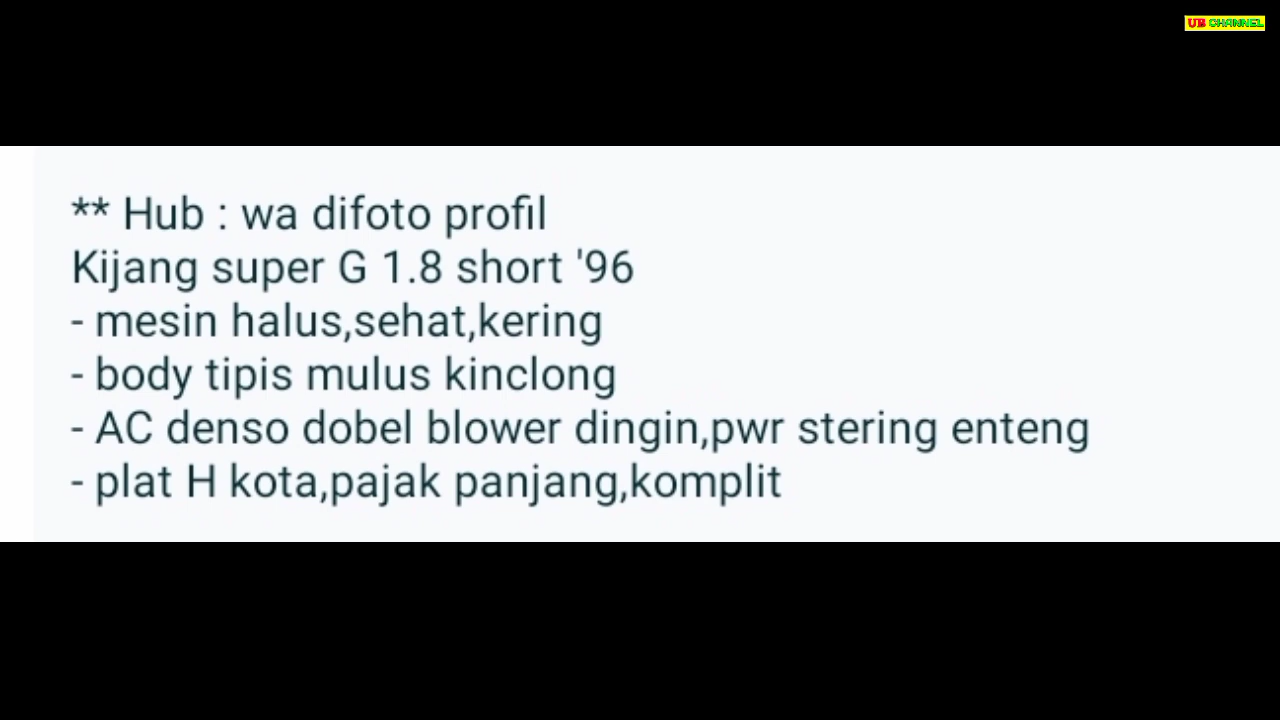 UB CHANNEL
** Hub : wa difoto profil
Kijang super G 1.8 short '96
- mesin halus,sehat,kering
- body tipis mulus kinclong
- AC denso dobel blower dingin,pwr stering enteng
- plat H kota,pajak panjang,komplit